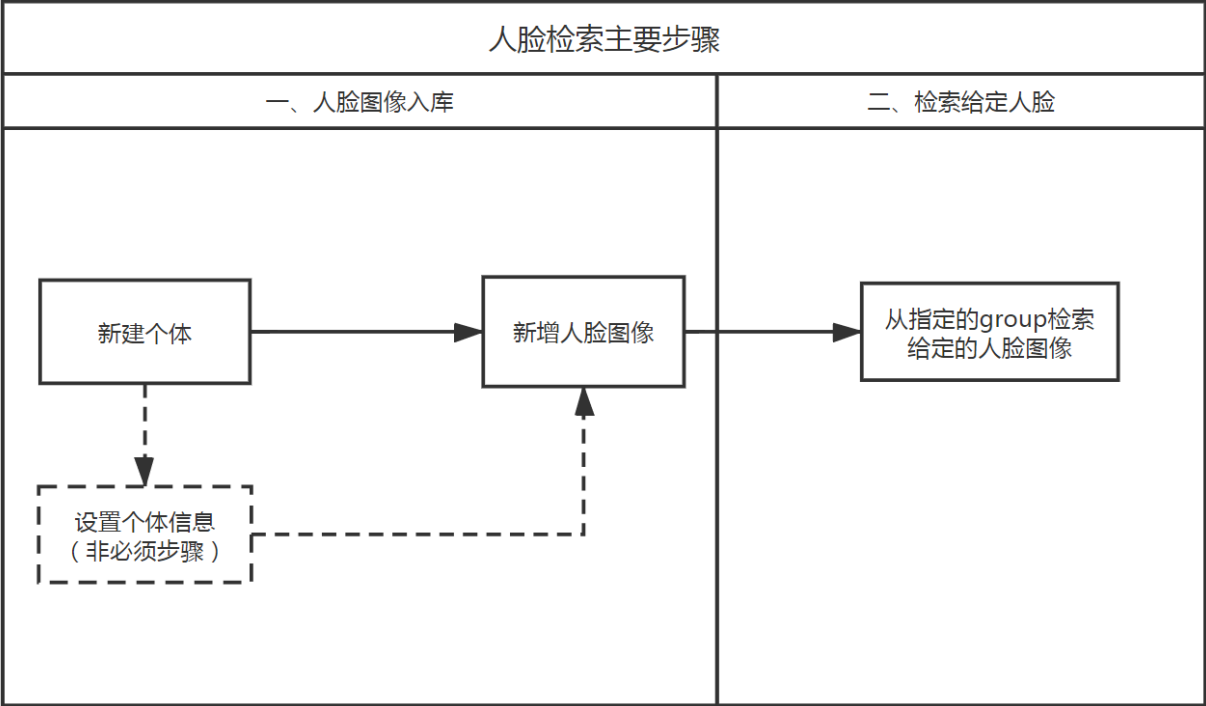 人脸检索主要步骤
一、人脸图像入库
二、检索给定人脸
新建个体
新增人脸图像
从指定的group检索
给定的人脸图像
设置个体信息
（非必须步骤）